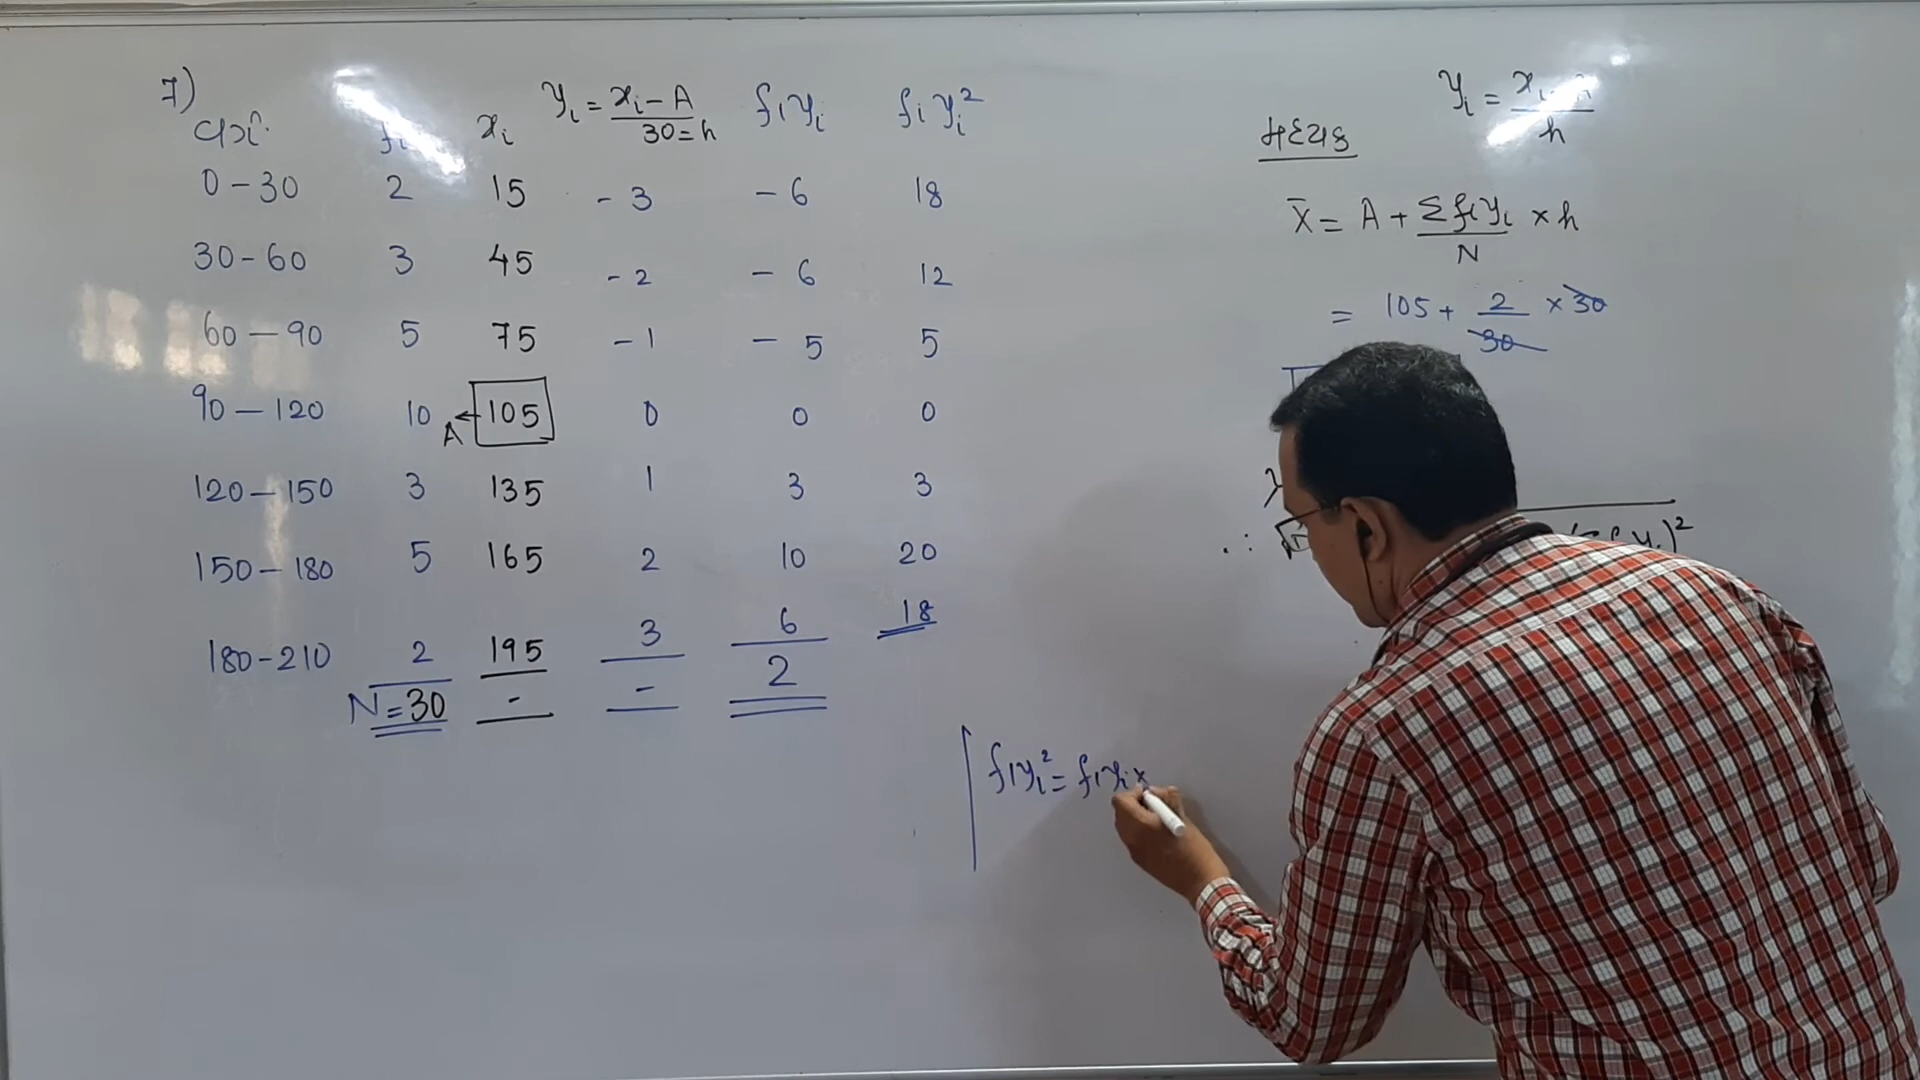 7)
વર્ગ fᵢ xᵢ yᵢ = xᵢ - A / 30 = h fᵢyᵢ fᵢyᵢ²
0 - 30 2 15 - 3 - 6 18
30 - 60 3 45 - 2 - 6 12
60 - 90 5 75 - 1 - 5 5
90 - 120 10 A ← 105 0 0 0
120 - 150 3 135 1 3 3
150 - 180 5 165 2 10 20
180 - 210 2 195 3 6 18
N = 30 - - 2
fᵢyᵢ² = fᵢyᵢ ×
yᵢ = xᵢ - A / h
મધ્યક
x̄ = A + Σfᵢyᵢ / N × h
= 105 + 2 / 30 × 30
∴
yᵢ)²